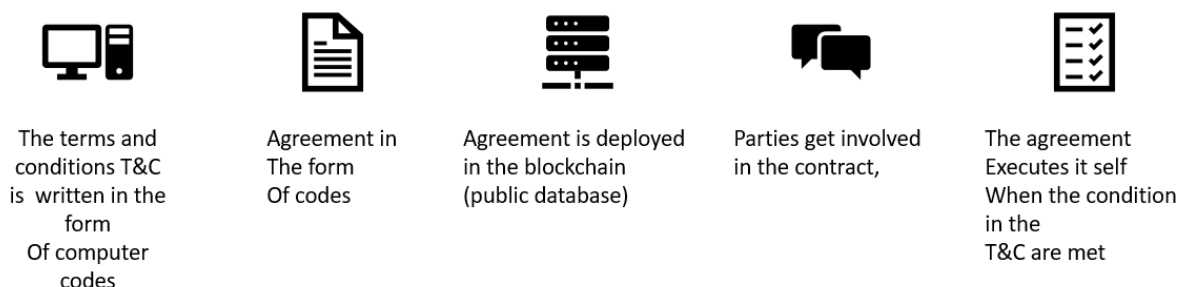 The terms and
conditions T&C
is written in the
form
Of computer
codes
Agreement in
The form
Of codes
Agreement is deployed
in the blockchain
(public database)
Parties get involved
in the contract,
The agreement
Executes it self
When the condition
in the
T&C are met